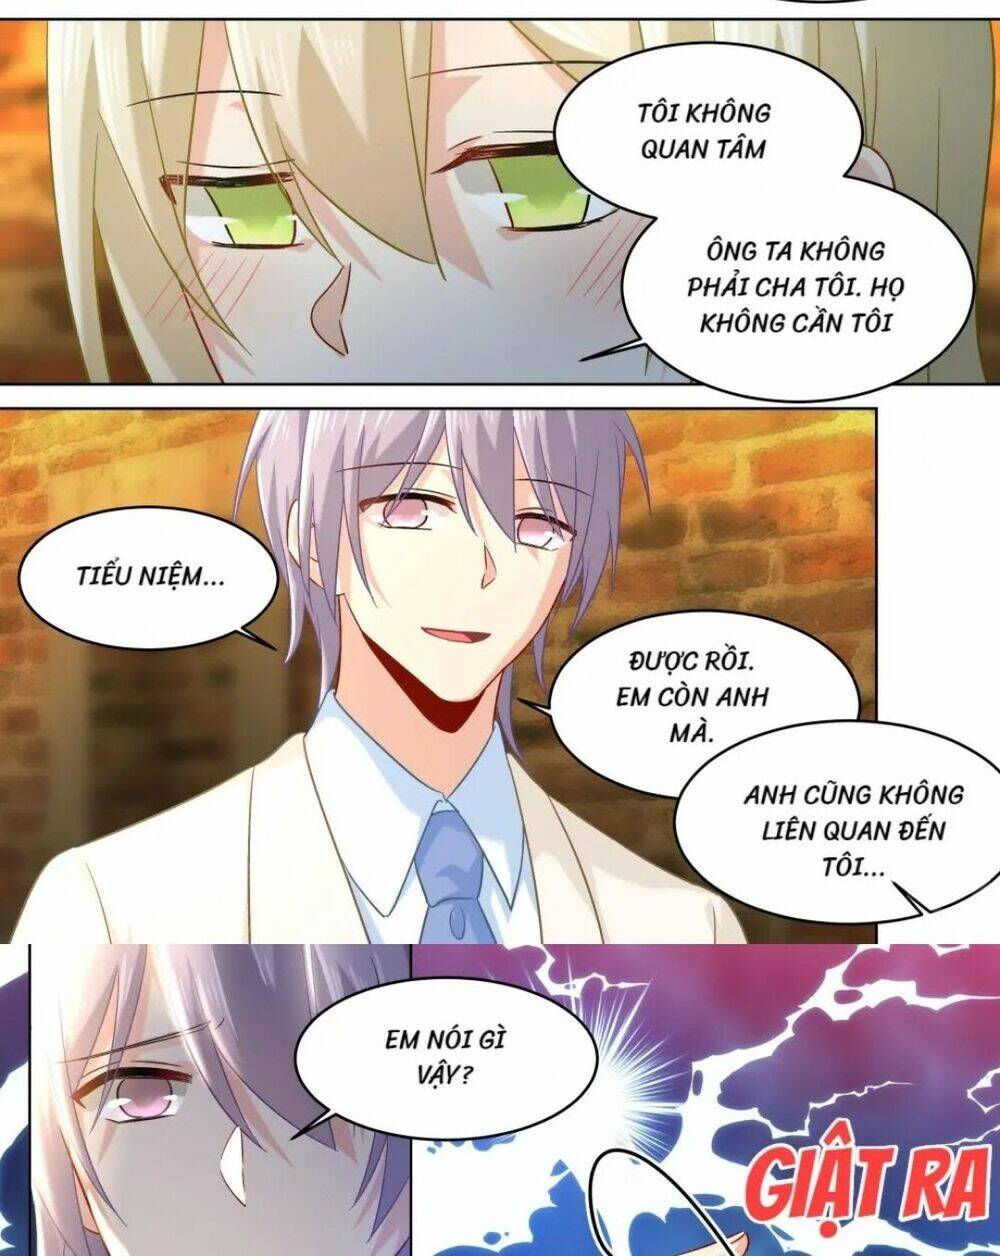 TÔI KHÔNG
QUAN TÂM
ÔNG TA KHÔNG
PHẢI CHA TÔI. HỌ
KHÔNG CẦN TÔI
TIỂU NIỆM...
ĐƯỢC RỒI.
EM CÒN ANH
MÀ.
ANH CŨNG KHÔNG
LIÊN QUAN ĐẾN
TÔI...
EM NÓI GÌ
VẬY?
GIẬT RA